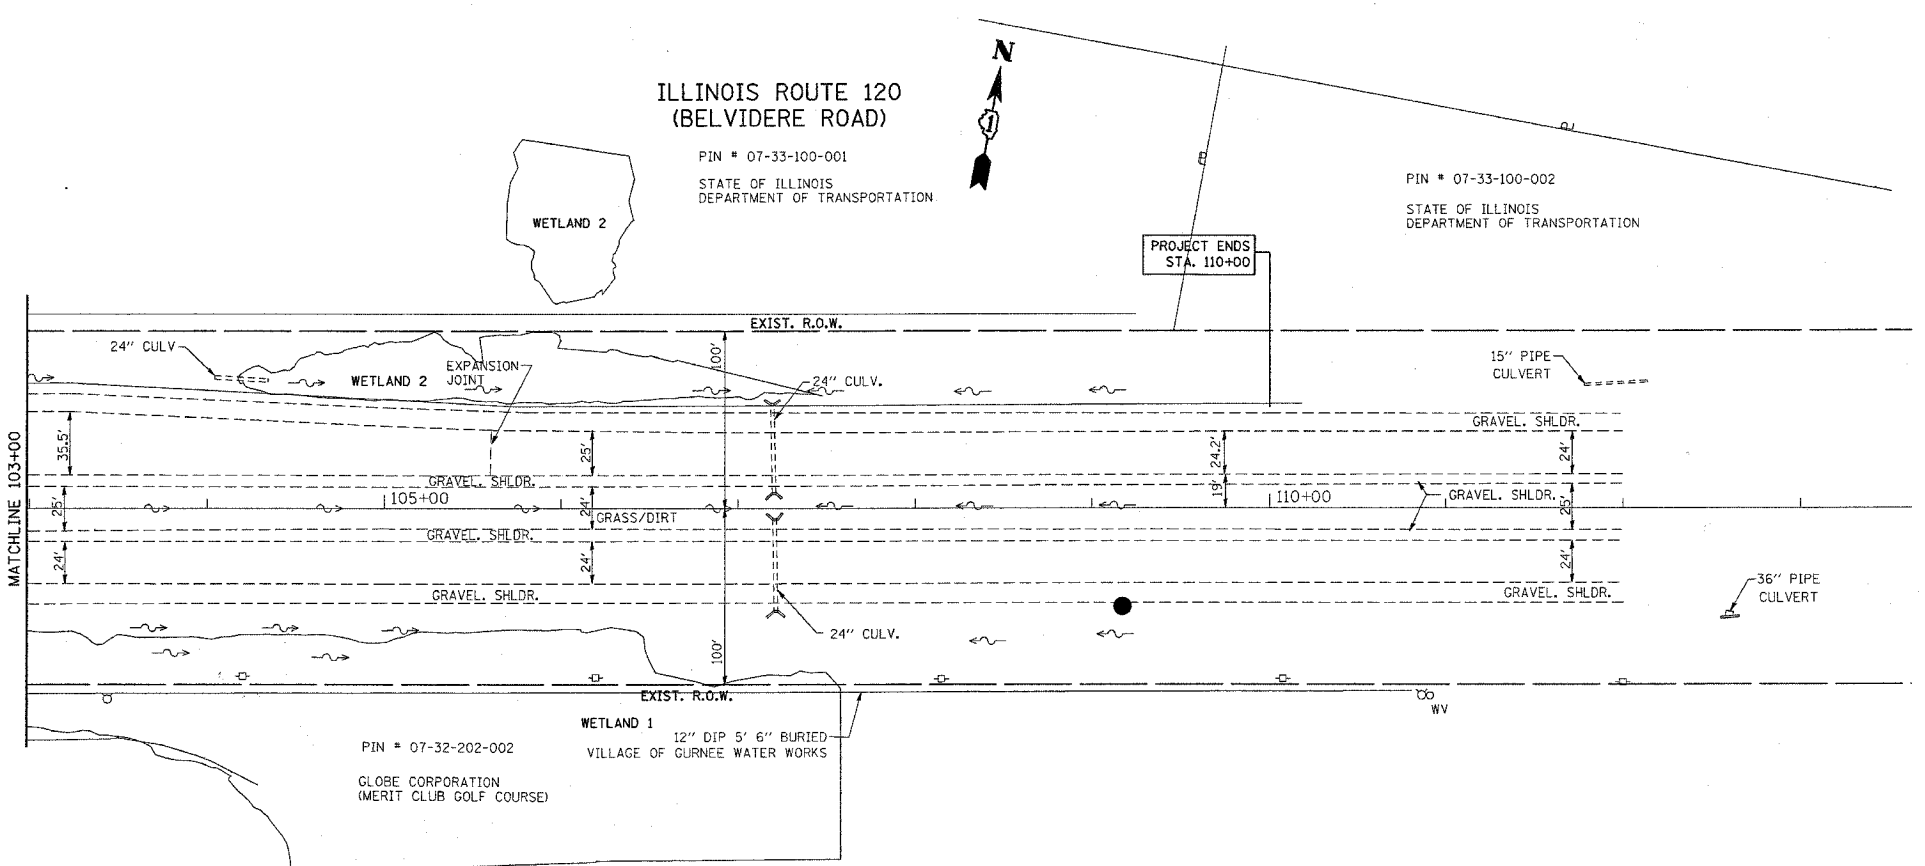 N
ILLINOIS ROUTE 120
(BELVIDERE ROAD)
1
PIN # 07-33-100-001
STATE OF ILLINOIS
DEPARTMENT OF TRANSPORTATION
PIN # 07-33-100-002
STATE OF ILLINOIS
DEPARTMENT OF TRANSPORTATION
WETLAND 2
PROJECT ENDS
STA. 110+00
EXIST. R.O.W.
24" CULV
EXPANSION
JOINT
WETLAND 2
100'
24" CULV.
15" PIPE
CULVERT
MATCHLINE 103+00
35.5'
25'
24.2'
24'
GRAVEL. SHLDR.
GRAVEL. SHLDR.
25'
105+00
24'
GRASS/DIRT
19'
110+00
GRAVEL. SHLDR.
25'
GRAVEL. SHLDR.
24'
24'
GRAVEL. SHLDR.
GRAVEL. SHLDR.
36" PIPE
CULVERT
24" CULV.
100'
EXIST. R.O.W.
WV
WETLAND 1
12" DIP 5' 6" BURIED
VILLAGE OF GURNEE WATER WORKS
PIN # 07-32-202-002
GLOBE CORPORATION
(MERIT CLUB GOLF COURSE)